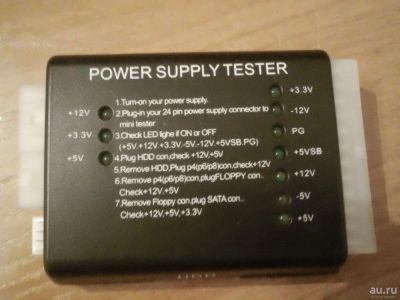 POWER SUPPLY TESTER
+12V
+3.3V
+5V
1.Turn-on your power supply.
2.Plug-in your 24 pin power supply connector to
mini tester
3.Check LED lighe if ON or OFF
(+5V.+12V.+3.3V.-5V.-12V.+5VSB.PG)
4.Plug HDD con,check +12V,+5V
5.Remove HDD,Plug p4(p6/p8)con.check+12V
6.Remove p4(p6/p8)con,plugFLOPPY con..
Check+12V.+5V
7.Remove Floppy con.plug SATA con..
Check+12V.+5V,+3.3V
+3.3V
-12V
PG
+5VSB
+12V
-5V
+5V
HDD
au.ru